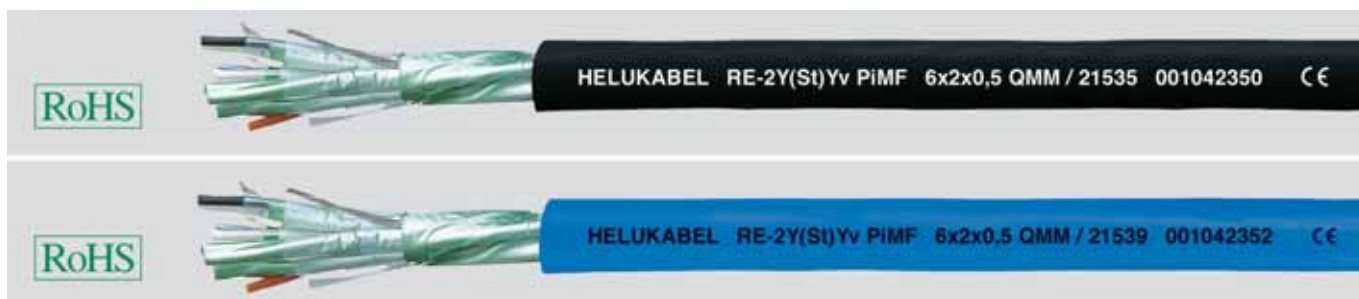 HELUKABEL RE-2Y(St)Yv PiMF 6x2x0,5 QMM / 21535 001042350 CE
RoHS
HELUKABEL RE-2Y(St)Yv PiMF 6x2x0,5 QMM / 21539 001042352 CE
RoHS